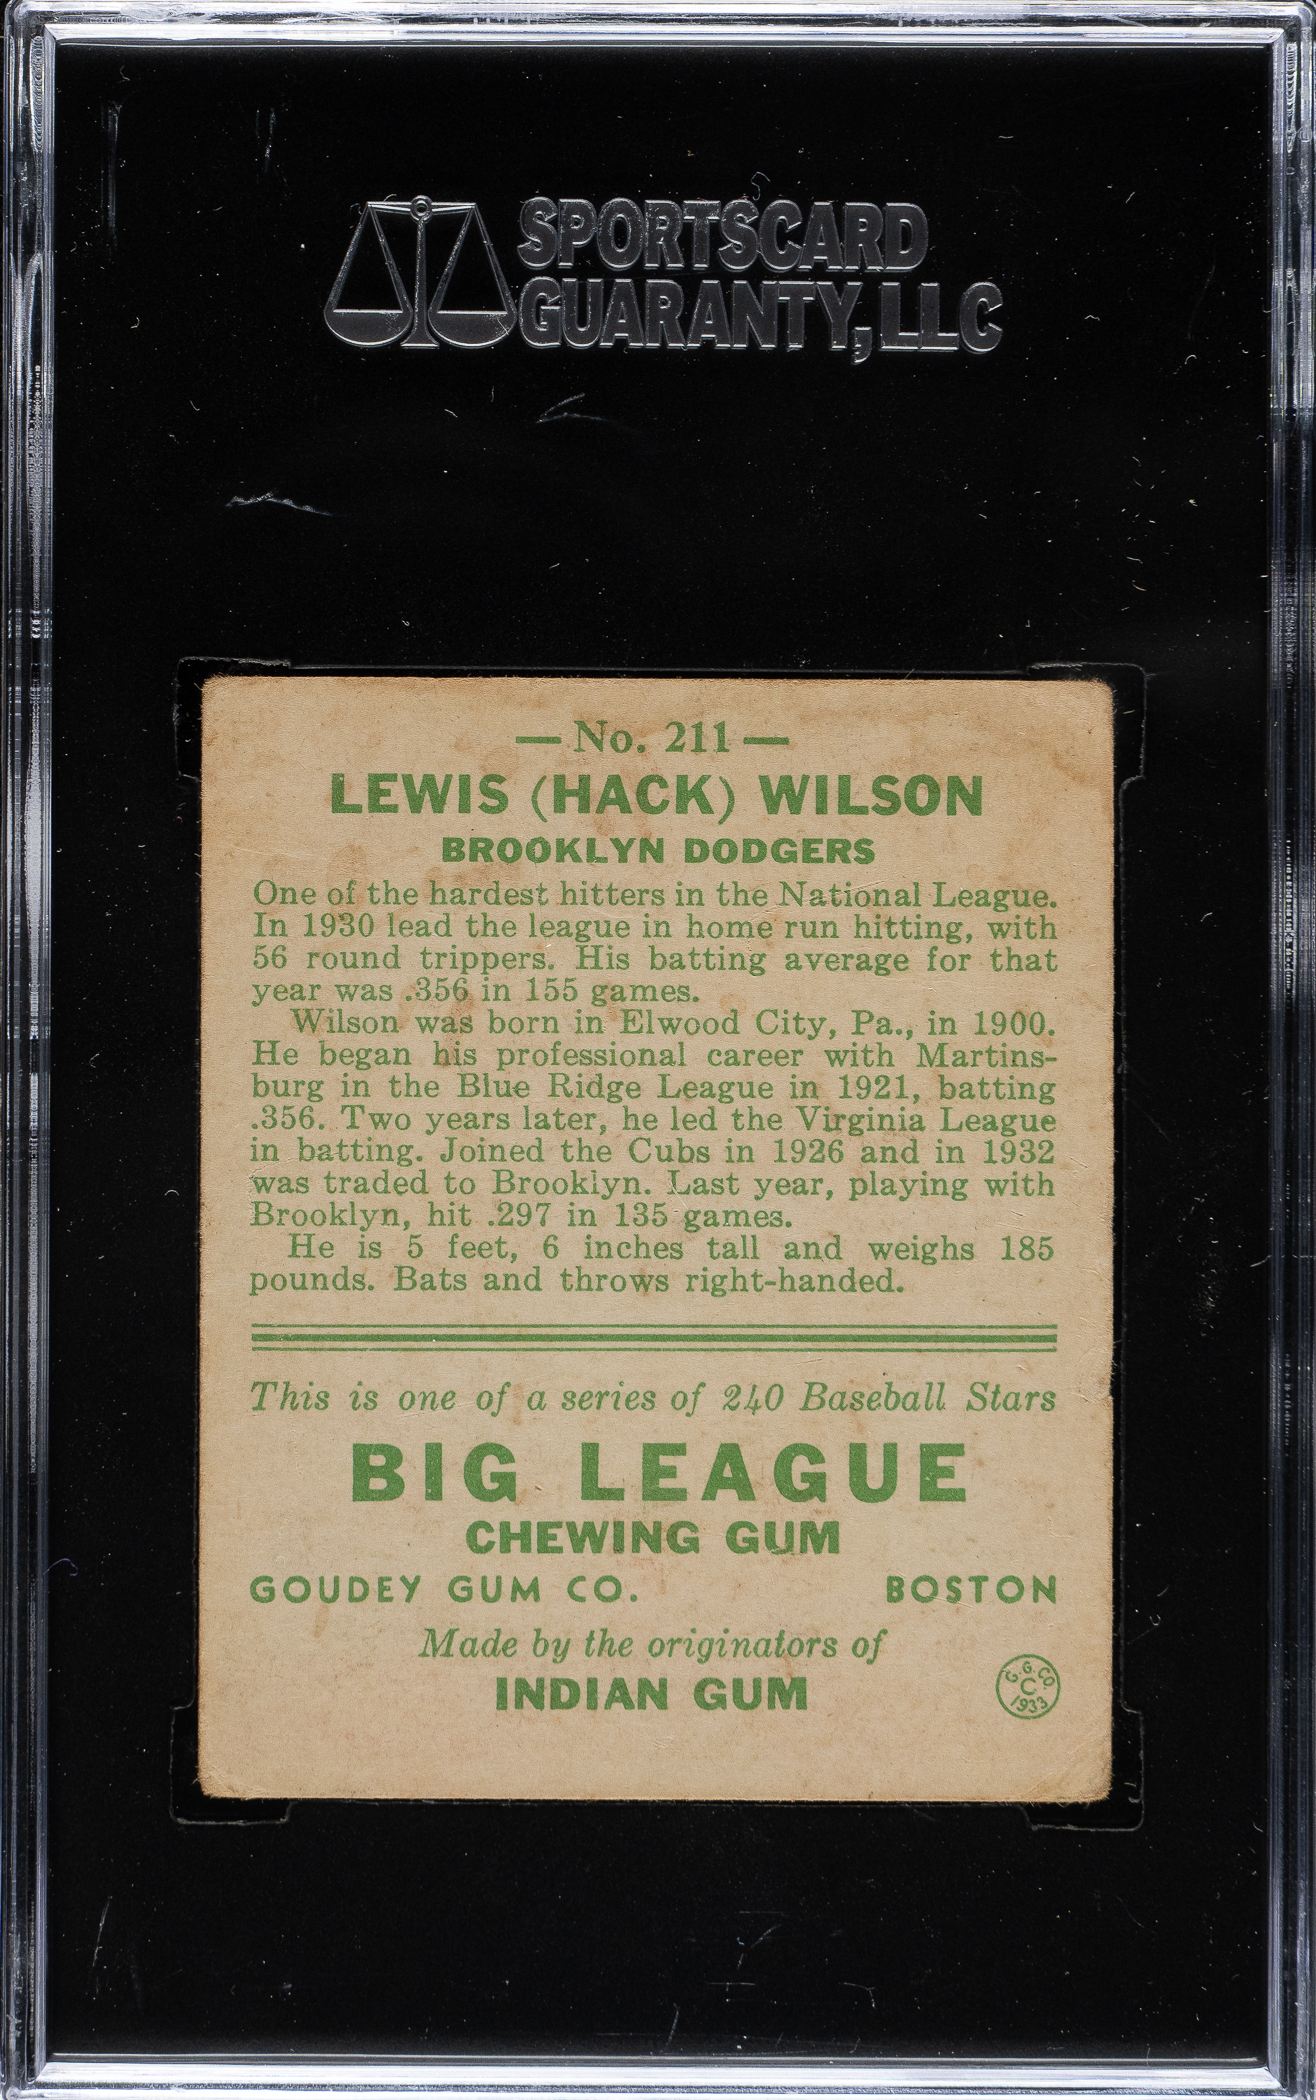 SPORTSCARD
GUARANTY, LLC
— No. 211 —
LEWIS (HACK) WILSON
BROOKLYN DODGERS
One of the hardest hitters in the National League.
In 1930 lead the league in home run hitting, with
56 round trippers. His batting average for that
year was .356 in 155 games.
Wilson was born in Elwood City, Pa., in 1900.
He began his professional career with Martins-
burg in the Blue Ridge League in 1921, batting
.356. Two years later, he led the Virginia League
in batting. Joined the Cubs in 1926 and in 1932
was traded to Brooklyn. Last year, playing with
Brooklyn, hit .297 in 135 games.
He is 5 feet, 6 inches tall and weighs 185
pounds. Bats and throws right-handed.
This is one of a series of 240 Baseball Stars
BIG LEAGUE
CHEWING GUM
GOUDEY GUM CO. BOSTON
Made by the originators of
INDIAN GUM
G. G. CO.
C
1933